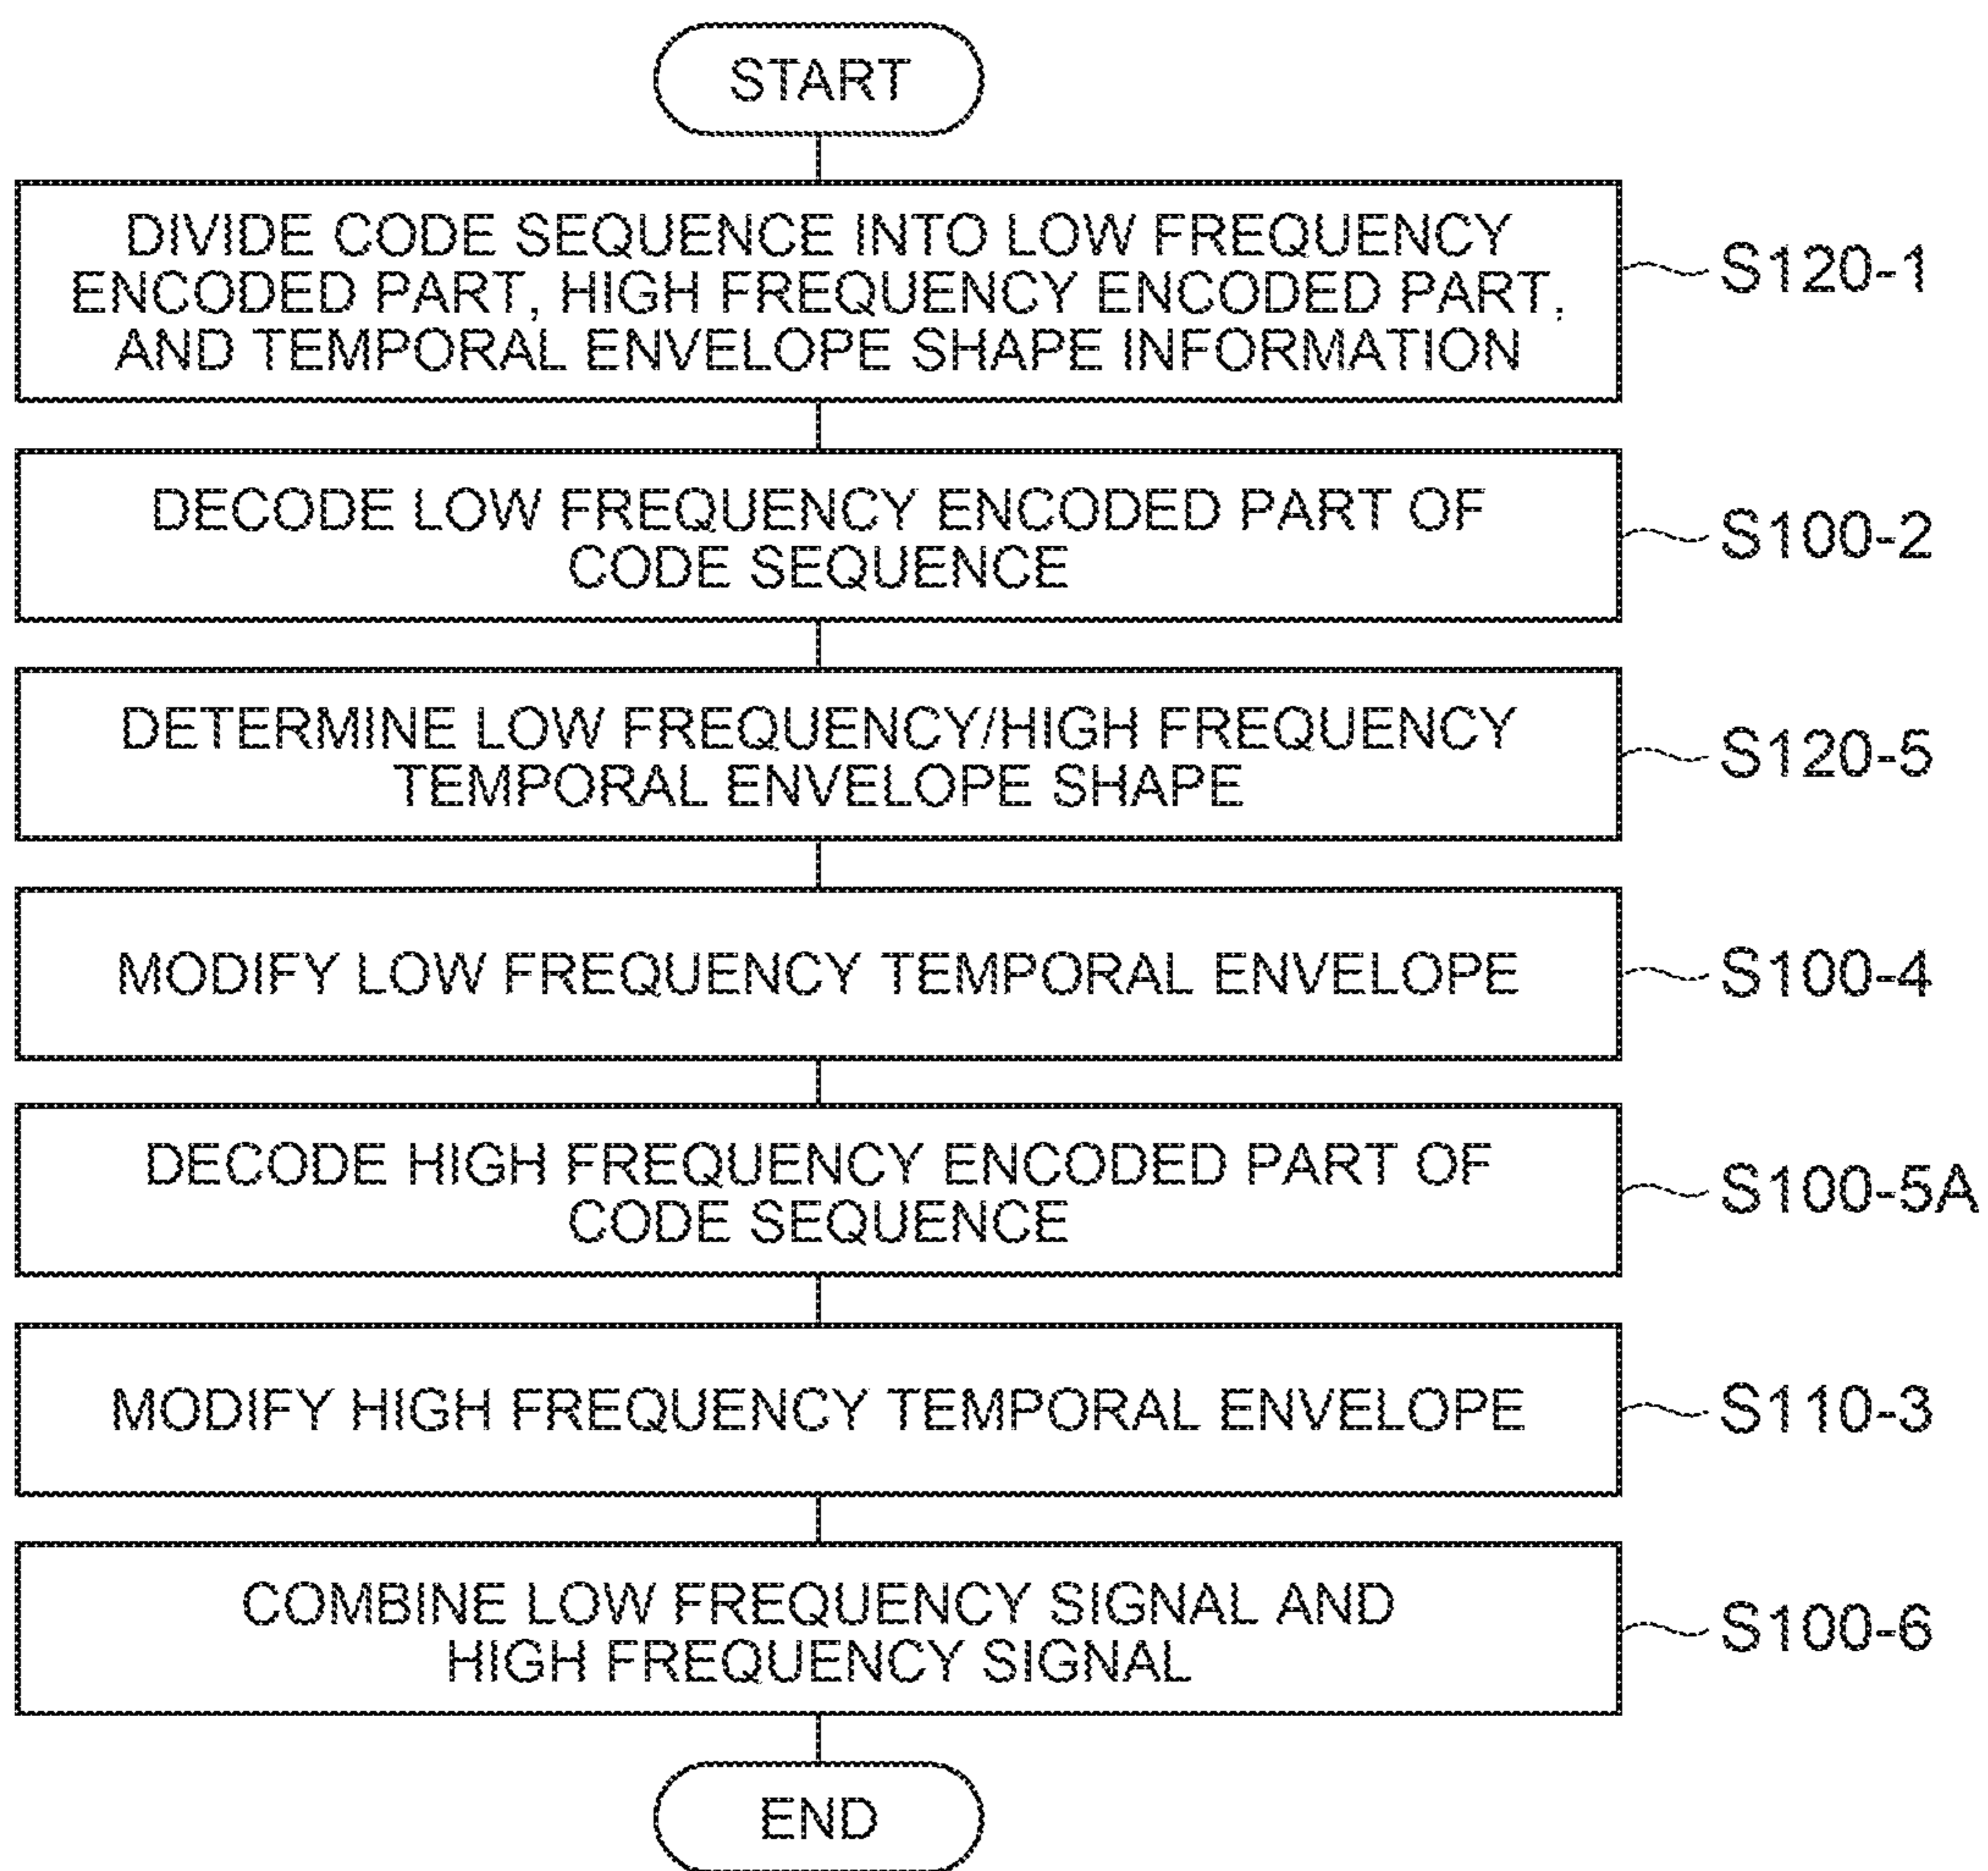 START
DIVIDE CODE SEQUENCE INTO LOW FREQUENCY
ENCODED PART, HIGH FREQUENCY ENCODED PART,
AND TEMPORAL ENVELOPE SHAPE INFORMATION
S120-1
DECODE LOW FREQUENCY ENCODED PART OF
CODE SEQUENCE
S100-2
DETERMINE LOW FREQUENCY/HIGH FREQUENCY
TEMPORAL ENVELOPE SHAPE
S120-5
MODIFY LOW FREQUENCY TEMPORAL ENVELOPE
S100-4
DECODE HIGH FREQUENCY ENCODED PART OF
CODE SEQUENCE
S100-5A
MODIFY HIGH FREQUENCY TEMPORAL ENVELOPE
S110-3
COMBINE LOW FREQUENCY SIGNAL AND
HIGH FREQUENCY SIGNAL
S100-6
END